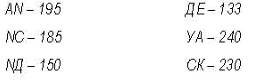 AN – 195
NC – 185
NД – 150
ДЕ – 133
УА – 240
СК – 230